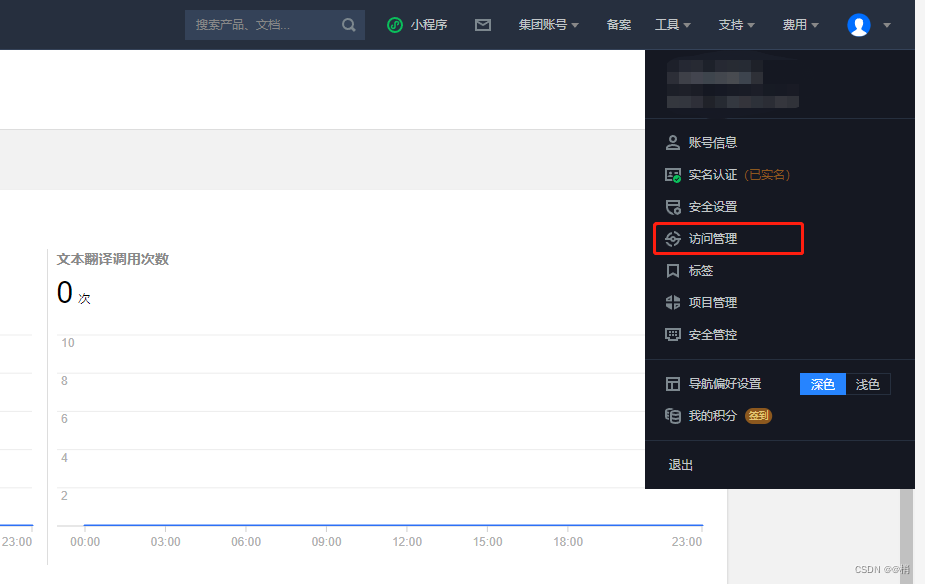 搜索产品、文档... 小程序 集团账号 备案 工具 支持 费用
账号信息
实名认证 (已实名)
安全设置
访问管理
标签
项目管理
安全管控
导航偏好设置 深色 浅色
我的积分 签到
退出
文本翻译调用次数
0 次
10
8
6
4
2
23:00 00:00 03:00 06:00 09:00 12:00 15:00 18:00 23:00
CSDN @@梢